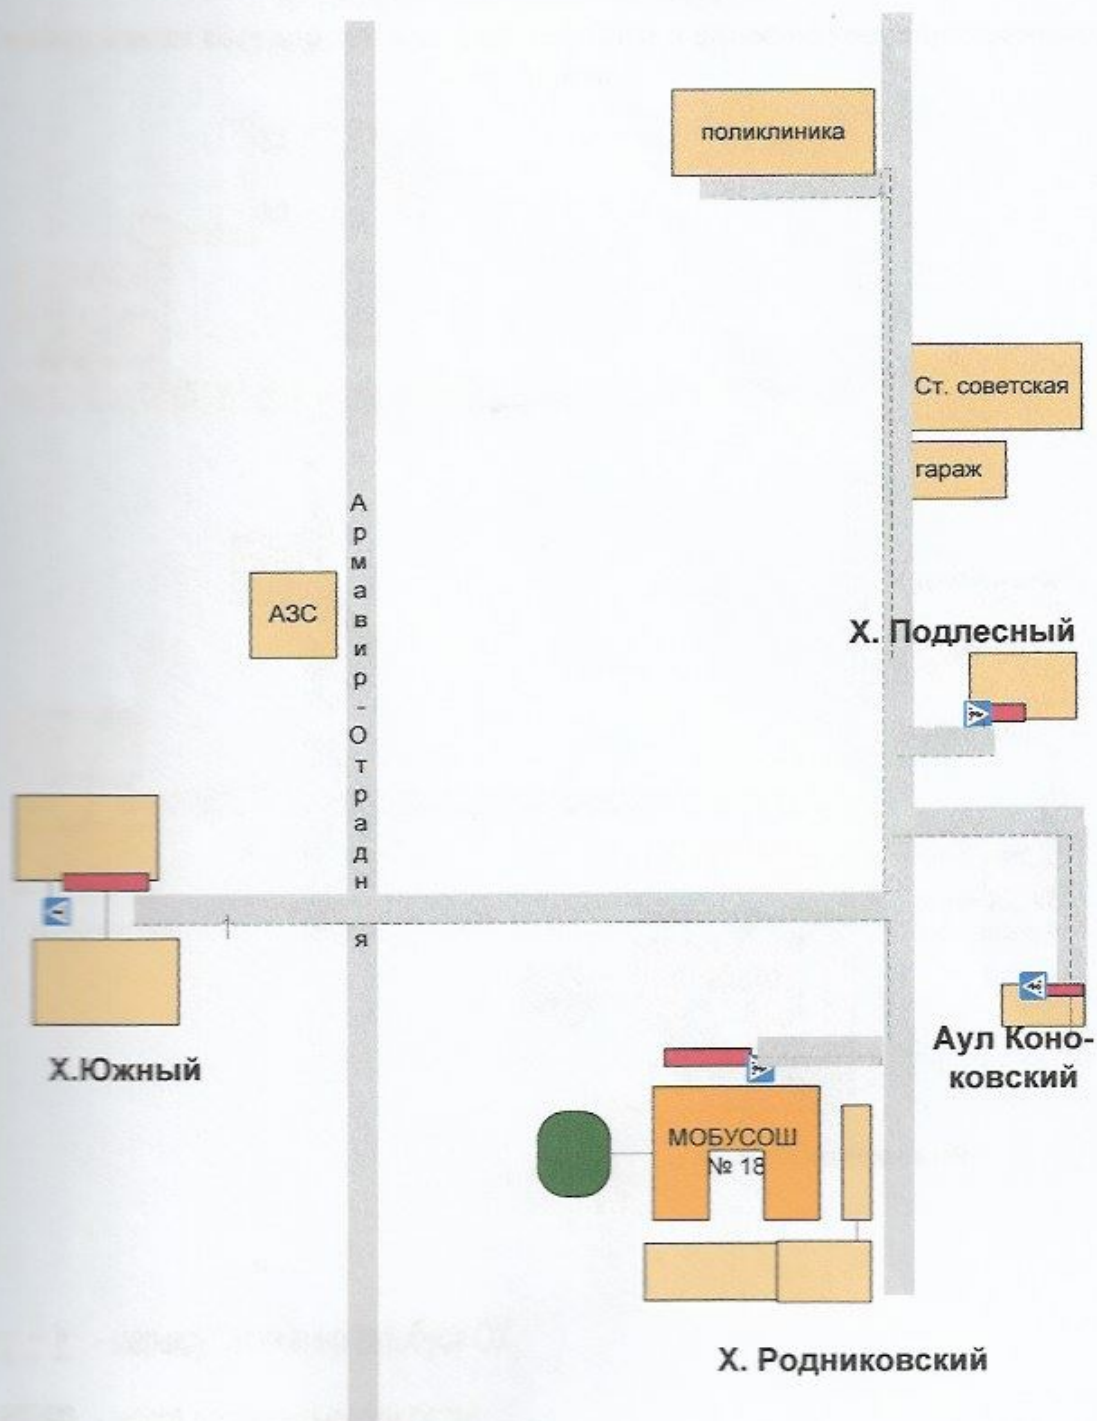 поликлиника
Ст. советская
гараж
Армавир-Отрадная
АЗС
Х. Подлесный
Х.Южный
Аул Коно-
ковский
МОБУСОШ
№ 18
Х. Родниковский